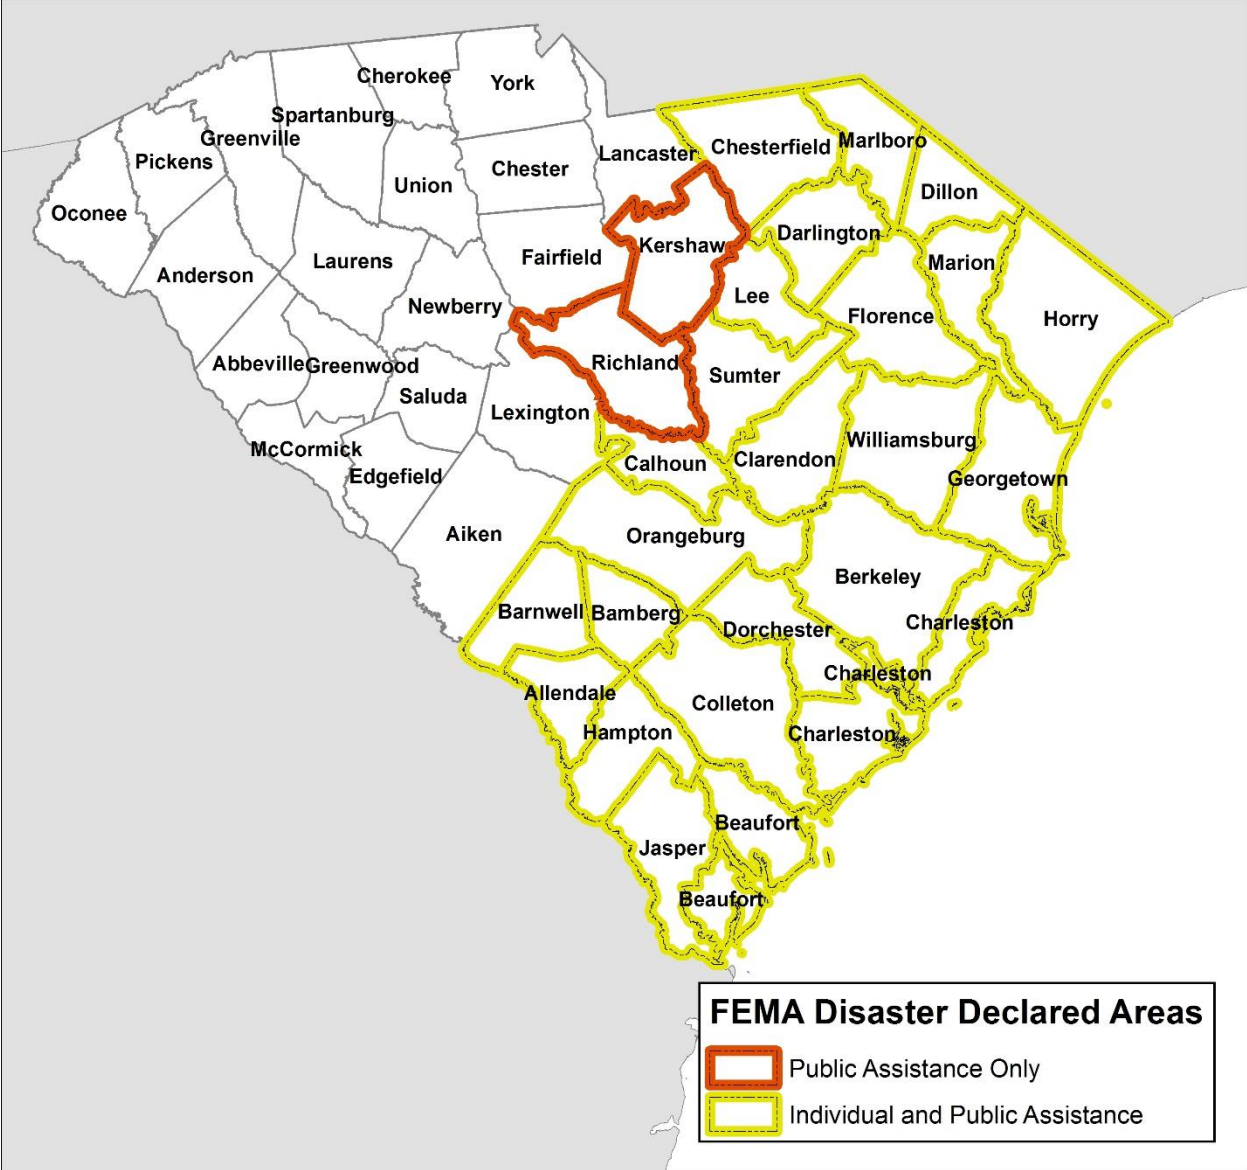 Cherokee
York
Spartanburg
Greenville
Pickens
Lancaster
Chesterfield
Marlboro
Chester
Union
Dillon
Oconee
Darlington
Kershaw
Fairfield
Laurens
Marion
Anderson
Lee
Newberry
Florence
Horry
Abbeville
Greenwood
Richland
Sumter
Saluda
Lexington
Williamsburg
McCormick
Edgefield
Calhoun
Clarendon
Georgetown
Aiken
Orangeburg
Berkeley
Barnwell
Bamberg
Dorchester
Charleston
Charleston
Allendale
Colleton
Hampton
Charleston
Beaufort
Jasper
Beaufort
FEMA Disaster Declared Areas
Public Assistance Only
Individual and Public Assistance